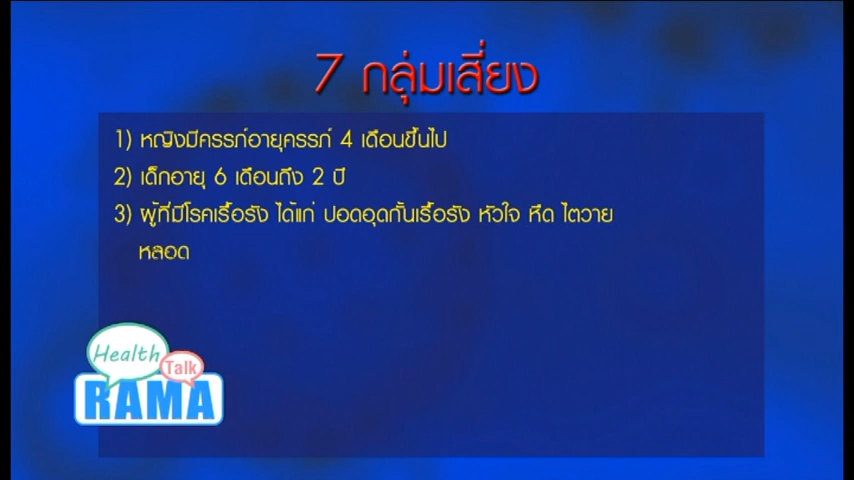 7 กลุ่มเสี่ยง
1) หญิงมีครรภ์อายุครรภ์ 4 เดือนขึ้นไป
2) เด็กอายุ 6 เดือนถึง 2 ปี
3) ผู้ที่มีโรคเรื้อรัง ได้แก่ ปอดอุดกั้นเรื้อรัง หัวใจ หืด ไตวาย
หลอด
Health
Talk
RAMA